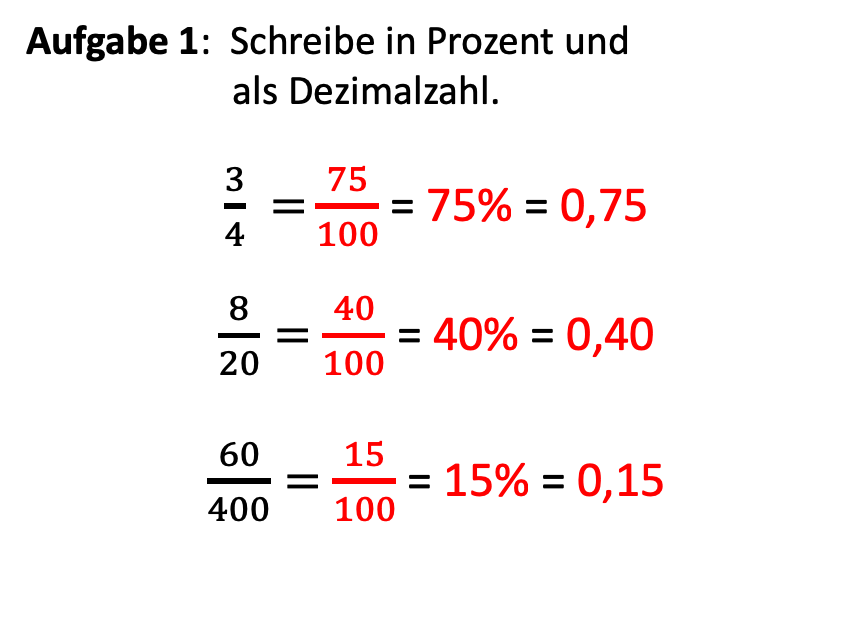 Aufgabe 1: Schreibe in Prozent und
als Dezimalzahl.
3/4 = 75/100 = 75% = 0,75
8/20 = 40/100 = 40% = 0,40
60/400 = 15/100 = 15% = 0,15